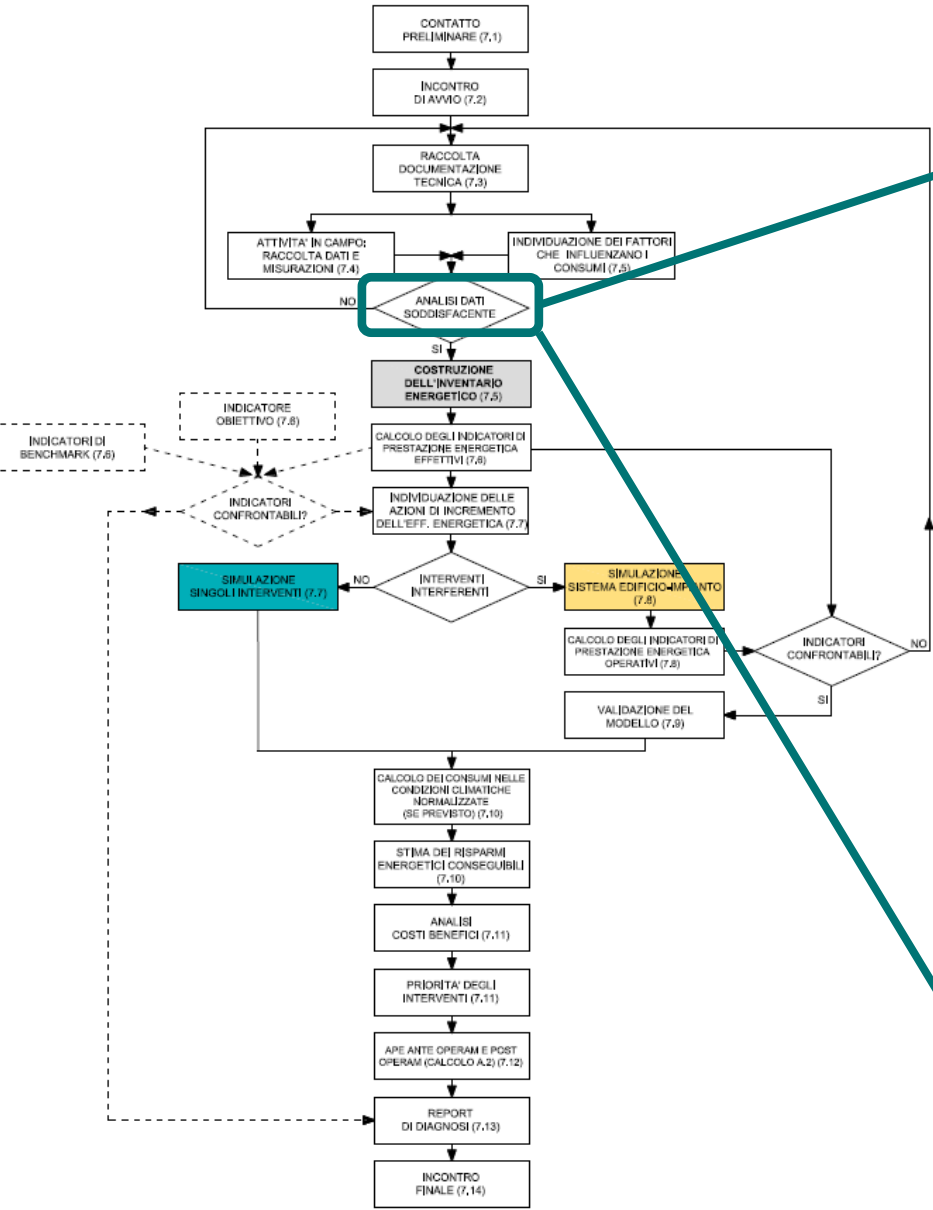 CONTATTO
PRELIMINARE (7.1)
INCONTRO
DI AVVIO (7.2)
RACCOLTA
DOCUMENTAZIONE
TECNICA (7.3)
ATTIVITA' IN CAMPO;
RACCOLTA DATI E
MISURAZIONI (7.4)
INDIVIDUAZIONE DEI FATTORI
CHE INFLUENZANO I
CONSUMI (7.5)
NO
ANALISI DATI
SODDISFACENTE
SI
COSTRUZIONE
DELL'INVENTARIO
ENERGETICO (7.5)
INDICATORE
OBIETTIVO (7.6)
INDICATORI DI
BENCHMARK (7.6)
CALCOLO DEGLI INDICATORI DI
PRESTAZIONE ENERGETICA
EFFETTIVI (7.6)
INDICATORI
CONFRONTABILI?
INDIVIDUAZIONE DELLE
AZIONI DI INCREMENTO
DELL'EFF. ENERGETICA (7.7)
SIMULAZIONE
SINGOLI INTERVENTI (7.7)
NO
INTERVENTI
INTERFERENTI
SI
SIMULAZIONE
SISTEMA EDIFICIO-IMPIANTO
(7.8)
CALCOLO DEGLI INDICATORI DI
PRESTAZIONE ENERGETICA
OPERATIVI (7.8)
INDICATORI
CONFRONTABILI?
NO
SI
VALIDAZIONE DEL
MODELLO (7.9)
CALCOLO DEI CONSUMI NELLE
CONDIZIONI CLIMATICHE
NORMALIZZATE
(SE PREVISTO) (7.10)
STIMA DEI RISPARMI
ENERGETICI CONSEGUIBILI
(7.10)
ANALISI
COSTI BENEFICI (7.11)
PRIORITA' DEGLI
INTERVENTI (7.11)
APE ANTE OPERAM E POST
OPERAM (CALCOLO A.2) (7.12)
REPORT
DI DIAGNOSI (7.13)
INCONTRO
FINALE (7.14)